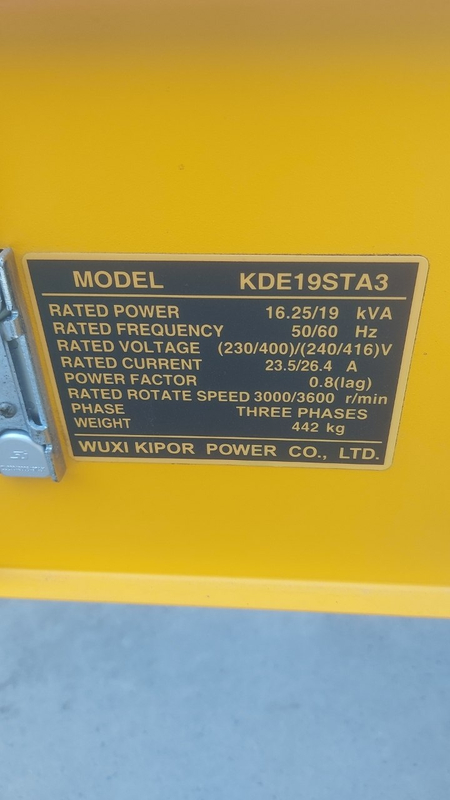 MODEL KDE19STA3
RATED POWER 16.25/19 kVA
RATED FREQUENCY 50/60 Hz
RATED VOLTAGE (230/400)/(240/416)V
RATED CURRENT 23.5/26.4 A
POWER FACTOR 0.8(lag)
RATED ROTATE SPEED 3000/3600 r/min
PHASE THREE PHASES
WEIGHT 442 kg
WUXI KIPOR POWER CO., LTD.